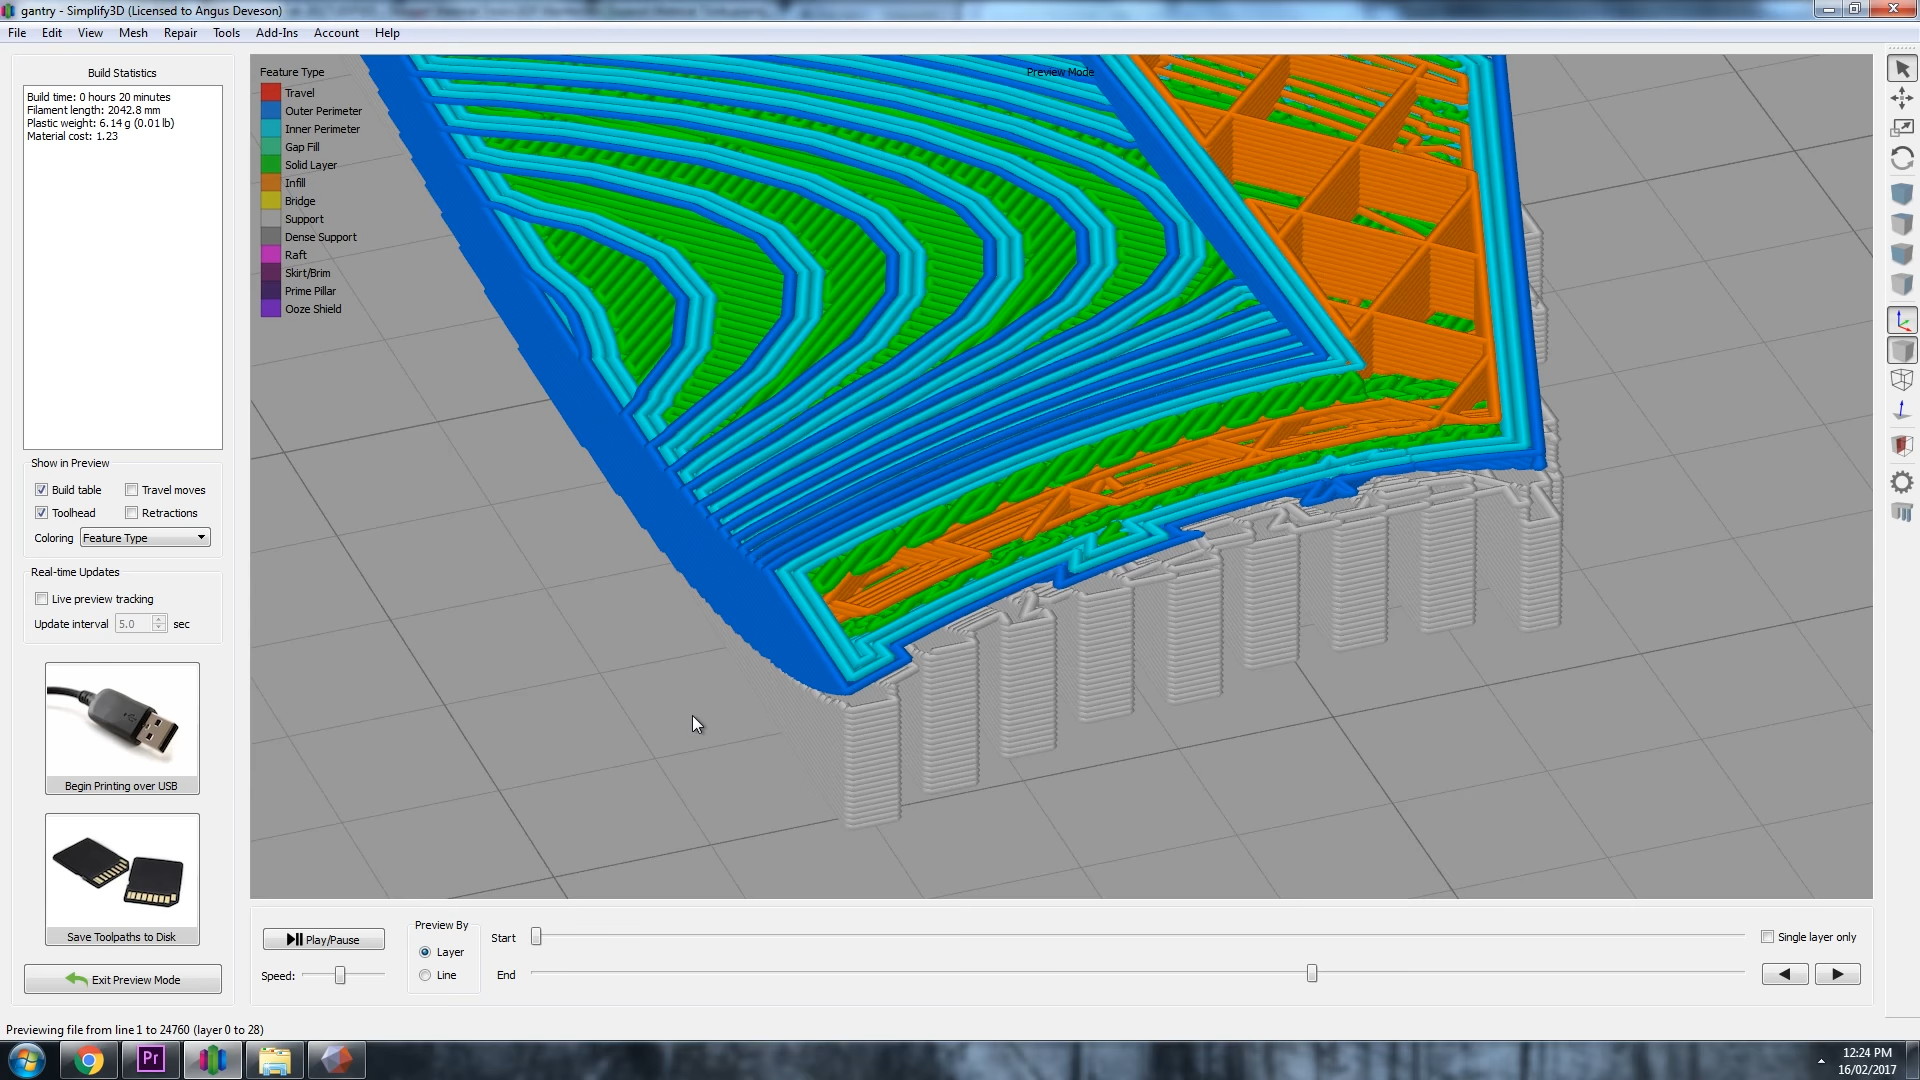 gantry - Simplify3D (Licensed to Angus Deveson)
File Edit View Mesh Repair Tools Add-Ins Account Help
Build Statistics
Build time: 0 hours 20 minutes
Filament length: 2042.8 mm
Plastic weight: 6.14 g (0.01 lb)
Material cost: 1.23
Show in Preview
Build table Travel moves
Toolhead Retractions
Coloring Feature Type
Real-time Updates
Live preview tracking
Update interval 5.0 sec
Begin Printing over USB
Save Toolpaths to Disk
Exit Preview Mode
Feature Type
Travel
Outer Perimeter
Inner Perimeter
Gap Fill
Solid Layer
Infill
Bridge
Support
Dense Support
Raft
Skirt/Brim
Prime Pillar
Ooze Shield
Preview Mode
Play/Pause
Speed:
Preview By
Layer
Line
Start
End
Single layer only
Previewing file from line 1 to 24760 (layer 0 to 28)
Pr
12:24 PM
16/02/2017